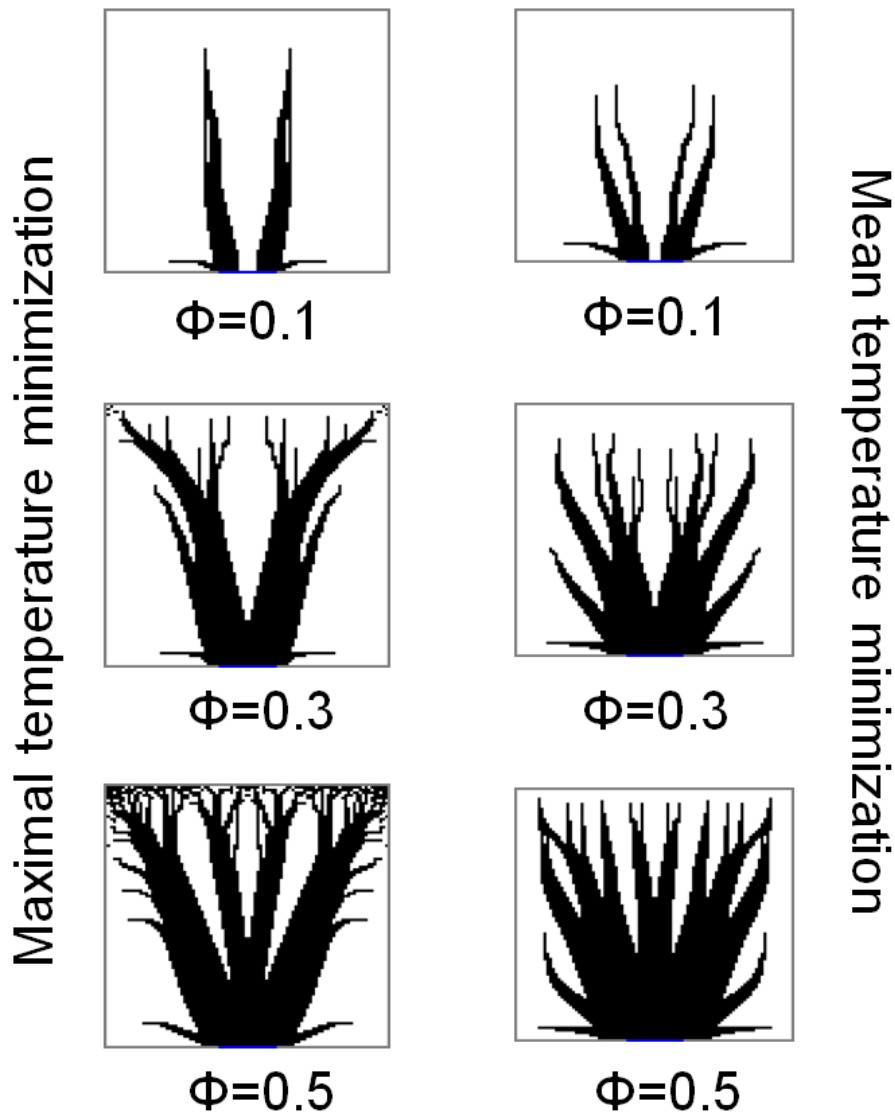 Maximal temperature minimization
Φ=0.1
Φ=0.1
Φ=0.3
Φ=0.3
Φ=0.5
Φ=0.5
Mean temperature minimization